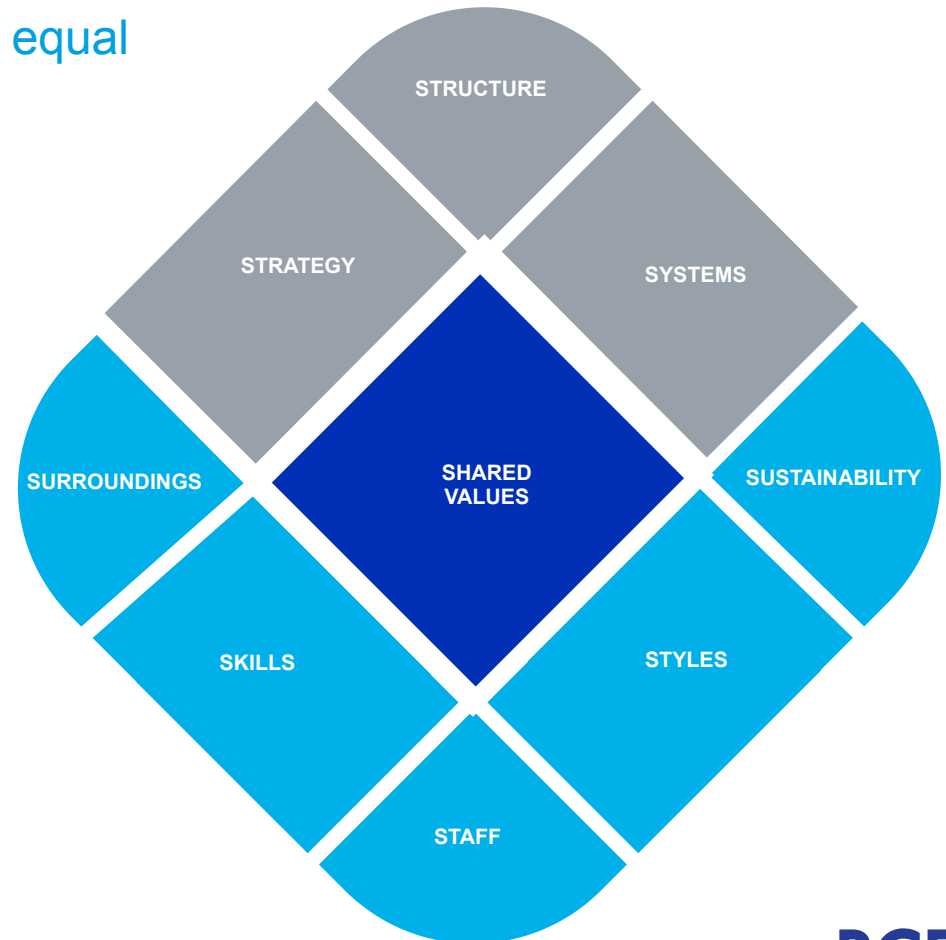 equal
STRUCTURE
STRATEGY
SYSTEMS
SURROUNDINGS
SHARED
VALUES
SUSTAINABILITY
SKILLS
STYLES
STAFF